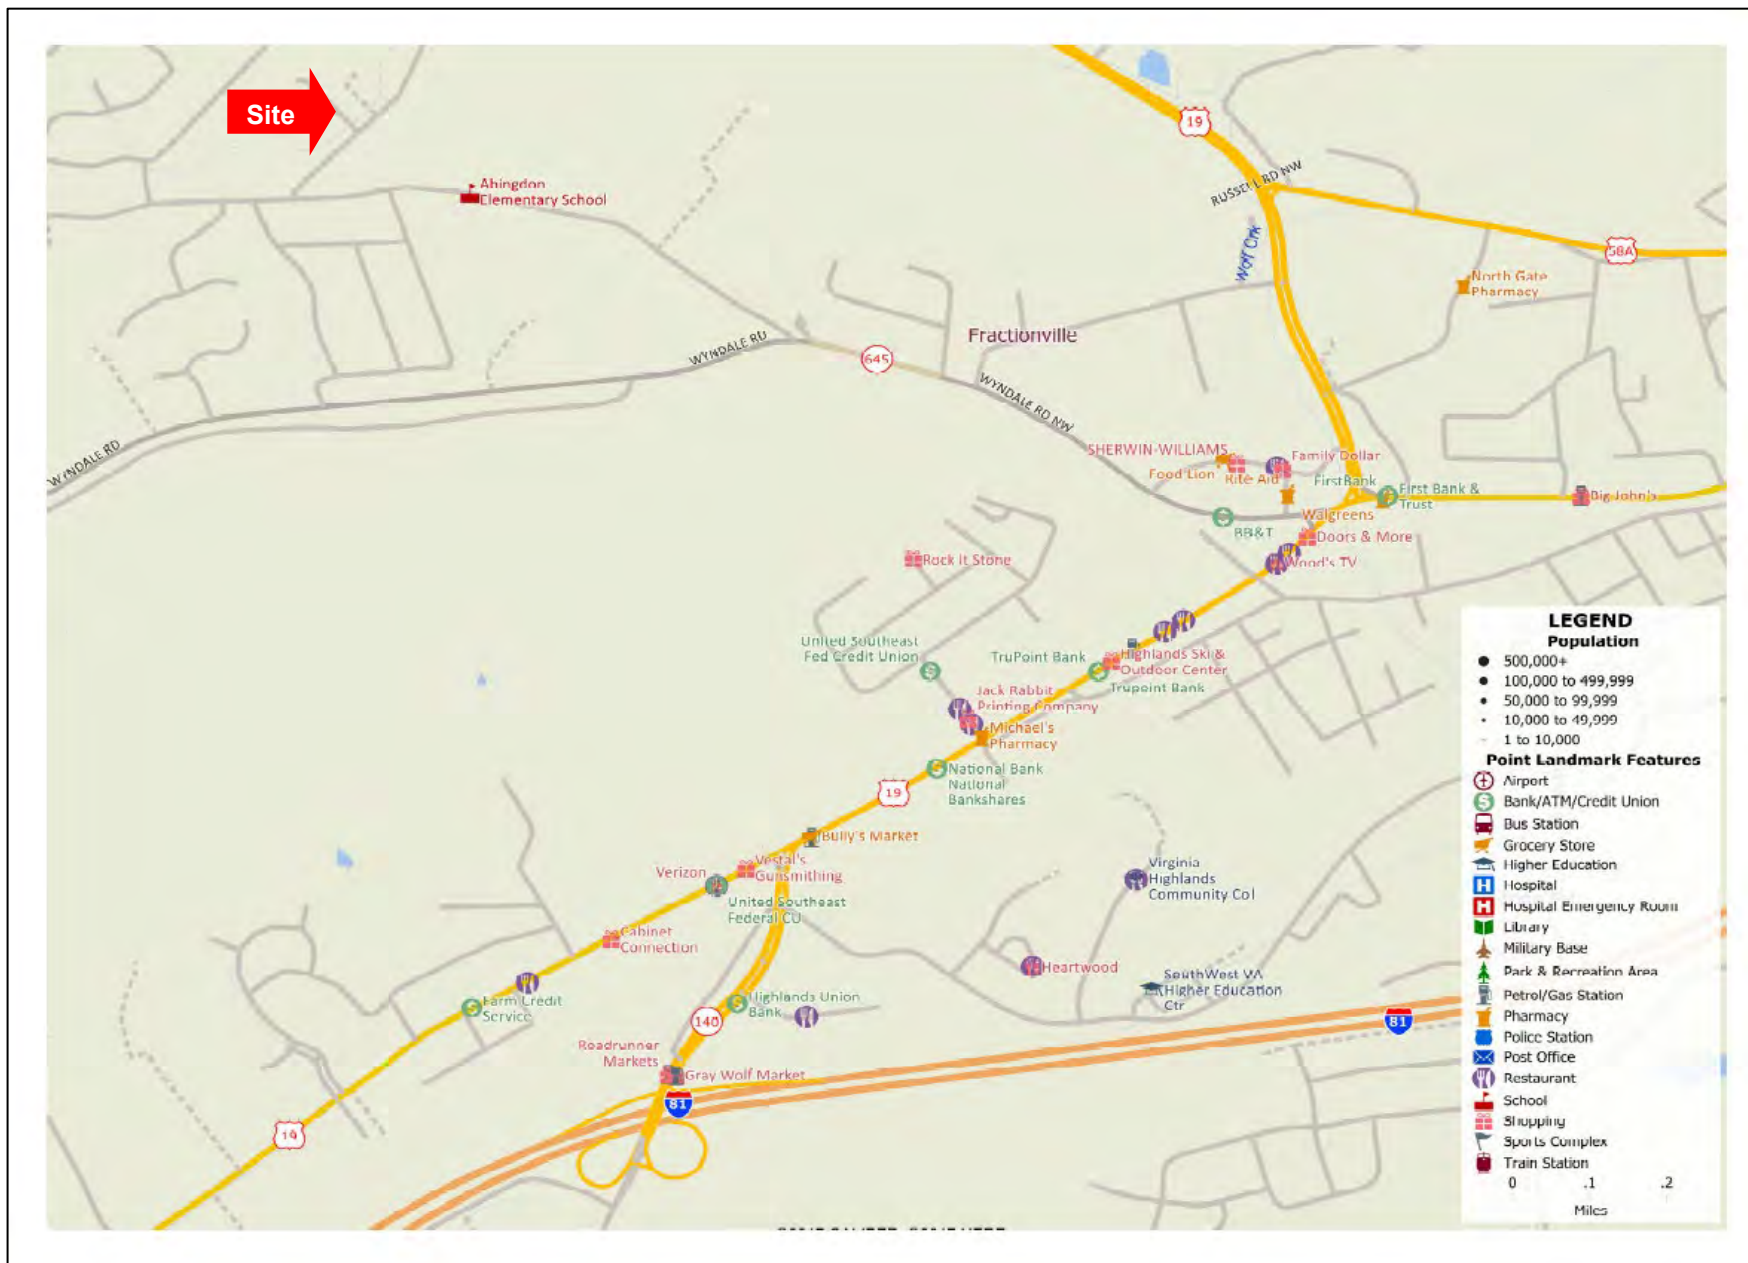 Site
19
RUSSELL RD NW
Abingdon
Elementary School
Wolf Crk
58A
North Gate
Pharmacy
WYNDALE RD
645
Fractionville
WYNDALE RD NW
WYNDALE RD
SHERWIN-WILLIAMS
Family Dollar
Food Lion
Rite Aid
FirstBank
First Bank &
Trust
Big John's
Walgreens
BB&T
Doors & More
Wood's TV
Rock It Stone
United Southeast
Fed Credit Union
TruPoint Bank
Highlands Ski &
Outdoor Center
Trupoint Bank
Jack Rabbit
Printing Company
Michael's
Pharmacy
National Bank
National
Bankshares
19
Bully's Market
Verizon
Vestal's
Gunsmithing
United Southeast
Federal CU
Virginia
Highlands
Community Col
Cabinet
Connection
Heartwood
SouthWest VA
Higher Education
Ctr
Farm Credit
Service
Highlands Union
Bank
140
81
Roadrunner
Markets
Gray Wolf Market
81
19
LEGEND
Population
500,000+
100,000 to 499,999
50,000 to 99,999
10,000 to 49,999
1 to 10,000
Point Landmark Features
Airport
Bank/ATM/Credit Union
Bus Station
Grocery Store
Higher Education
Hospital
Hospital Emergency Room
Library
Military Base
Park & Recreation Area
Petrol/Gas Station
Pharmacy
Police Station
Post Office
Restaurant
School
Shopping
Sports Complex
Train Station
0 .1 .2
Miles